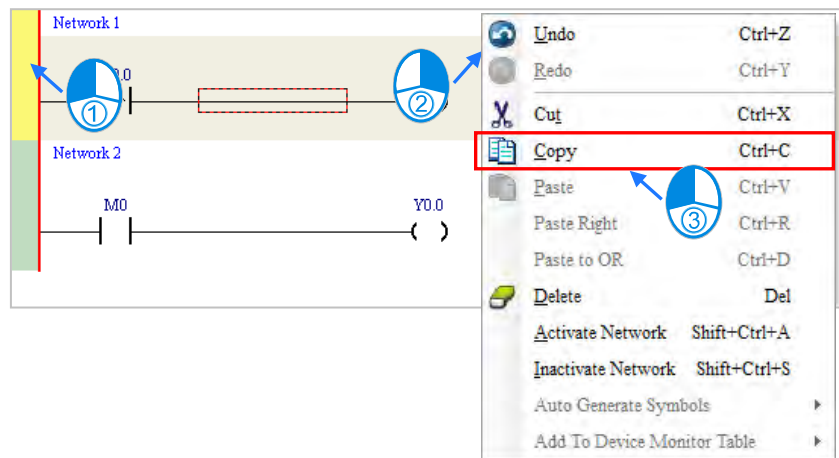 Network 1
.0
①
②
Network 2
M0
Y0.0
Undo Ctrl+Z
Redo Ctrl+Y
Cut Ctrl+X
Copy Ctrl+C
Paste Ctrl+V
③
Paste Right Ctrl+R
Paste to OR Ctrl+D
Delete Del
Activate Network Shift+Ctrl+A
Inactivate Network Shift+Ctrl+S
Auto Generate Symbols
Add To Device Monitor Table